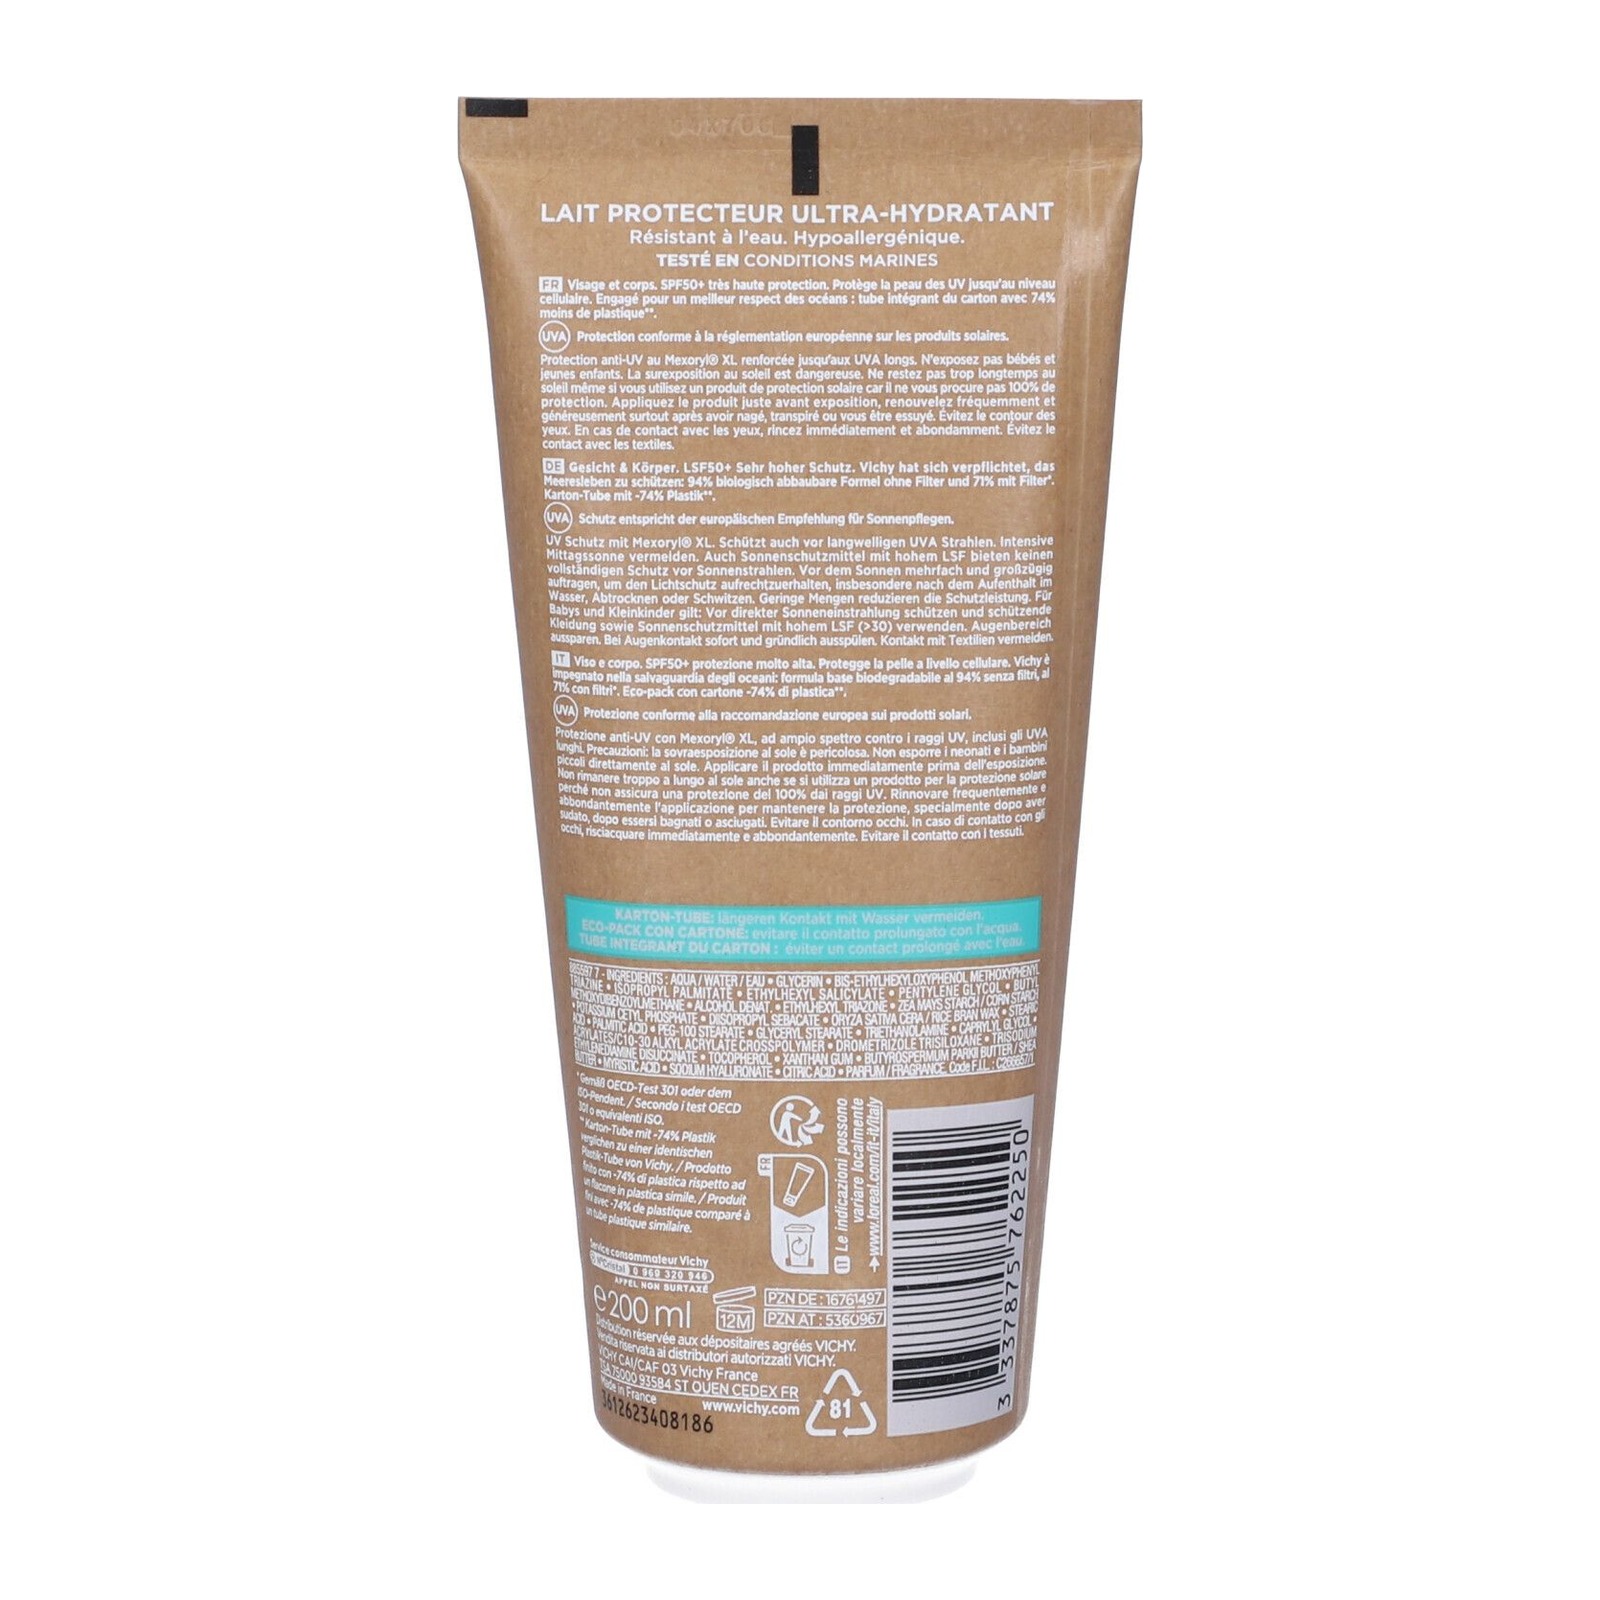 LAIT PROTECTEUR ULTRA-HYDRATANT
Résistant à l'eau. Hypoallergénique.
TESTÉ EN CONDITIONS MARINES
FR Visage et corps. SPF50+ très haute protection. Protège la peau des UV jusqu'au niveau
cellulaire. Engagé pour un meilleur respect des océans : tube intégrant du carton avec 74%
moins de plastique**.
UVA Protection conforme à la réglementation européenne sur les produits solaires.
Protection anti-UV au Mexoryl® XL renforcée jusqu'aux UVA longs. N'exposez pas bébés et
jeunes enfants. La surexposition au soleil est dangereuse. Ne restez pas trop longtemps au
soleil même si vous utilisez un produit de protection solaire car il ne vous procure pas 100% de
protection. Appliquez le produit juste avant exposition, renouvelez fréquemment et
généreusement surtout après avoir nagé, transpiré ou vous être essuyé. Évitez le contour des
yeux. En cas de contact avec les yeux, rincez immédiatement et abondamment. Évitez le
contact avec les textiles.
DE Gesicht & Körper. LSF50+ Sehr hoher Schutz. Vichy hat sich verpflichtet, das
Meeresleben zu schützen: 94% biologisch abbaubare Formel ohne Filter und 71% mit Filter*.
Karton-Tube mit -74% Plastik**.
UVA Schutz entspricht der europäischen Empfehlung für Sonnenpflegen.
UV Schutz mit Mexoryl® XL. Schützt auch vor langwelligen UVA Strahlen. Intensive
Mittagssonne vermeiden. Auch Sonnenschutzmittel mit hohem LSF bieten keinen
vollständigen Schutz vor Sonnenstrahlen. Vor dem Sonnen mehrfach und großzügig
auftragen, um den Lichtschutz aufrechtzuerhalten, insbesondere nach dem Aufenthalt im
Wasser, Abtrocknen oder Schwitzen. Geringe Mengen reduzieren die Schutzleistung. Für
Babys und Kleinkinder gilt: Vor direkter Sonneneinstrahlung schützen und schützende
Kleidung sowie Sonnenschutzmittel mit hohem LSF (>30) verwenden. Augenbereich
aussparen. Bei Augenkontakt sofort und gründlich ausspülen. Kontakt mit Textilien vermeiden.
IT Viso e corpo. SPF50+ protezione molto alta. Protegge la pelle a livello cellulare. Vichy è
impegnato nella salvaguardia degli oceani: formula base biodegradabile al 94% senza filtri, al
71% con filtri*. Eco-pack con cartone -74% di plastica**.
UVA Protezione conforme alla raccomandazione europea sui prodotti solari.
Protezione anti-UV con Mexoryl® XL, ad ampio spettro contro i raggi UV, inclusi gli UVA
lunghi. Precauzioni: la sovraesposizione al sole è pericolosa. Non esporre i neonati e i bambini
piccoli direttamente al sole. Applicare il prodotto immediatamente prima dell'esposizione.
Non rimanere troppo a lungo al sole anche se si utilizza un prodotto per la protezione solare
perché non assicura una protezione del 100% dai raggi UV. Rinnovare frequentemente e
abbondantemente l'applicazione per mantenere la protezione, specialmente dopo aver
sudato, dopo essersi bagnati o asciugati. Evitare il contorno occhi. In caso di contatto con gli
occhi, risciacquare immediatamente e abbondantemente. Evitare il contatto con i tessuti.
KARTON-TUBE: längeren Kontakt mit Wasser vermeiden.
ECO-PACK CON CARTONE: evitare il contatto prolungato con l'acqua.
TUBE INTÉGRANT DU CARTON : éviter un contact prolongé avec l'eau.
885597 7 - INGREDIENTS : AQUA / WATER / EAU • GLYCERIN • BIS-ETHYLHEXYLOXYPHENOL METHOXYPHENYL
TRIAZINE • ISOPROPYL PALMITATE • ETHYLHEXYL SALICYLATE • PENTYLENE GLYCOL • BUTYL
METHOXYDIBENZOYLMETHANE • ALCOHOL DENAT. • ETHYLHEXYL TRIAZONE • ZEA MAYS STARCH / CORN STARCH
• POTASSIUM CETYL PHOSPHATE • DIISOPROPYL SEBACATE • ORYZA SATIVA CERA / RICE BRAN WAX • STEARIC
ACID • PALMITIC ACID • PEG-100 STEARATE • GLYCERYL STEARATE • TRIETHANOLAMINE • CAPRYLYL GLYCOL •
ACRYLATES/C10-30 ALKYL ACRYLATE CROSSPOLYMER • DROMETRIZOLE TRISILOXANE • TRISODIUM
ETHYLENEDIAMINE DISUCCINATE • TOCOPHEROL • XANTHAN GUM • BUTYROSPERMUM PARKII BUTTER / SHEA
BUTTER • MYRISTIC ACID • SODIUM HYALURONATE • CITRIC ACID • PARFUM / FRAGRANCE. Code F.I.L. : C266657/1
*Gemäß OECD-Test 301 oder dem
ISO-Pendent. / Secondo i test OECD
301 o equivalenti ISO.
**Karton-Tube mit -74% Plastik
verglichen zu einer identischen
Plastik-Tube von Vichy. / Prodotto
finito con -74% di plastica rispetto ad
un flacone in plastica simile. / Produit
fini avec -74% de plastique comparé à
un tube plastique similaire.
FR
IT Le indicazioni possono
variare localmente
www.loreal.com/it-it/italy
Service consommateur Vichy
N°Cristal 0 969 320 946
APPEL NON SURTAXÉ
e 200 ml
12M
PZN DE : 16761497
PZN AT : 5360967
Distribution réservée aux dépositaires agréés VICHY.
Vendita riservata ai distributori autorizzati VICHY.
VICHY CAI/CAF 03 Vichy France
TSA 75000 93584 ST OUEN CEDEX FR
Made in France
www.vichy.com
81
3612623408186
3 337875 762250